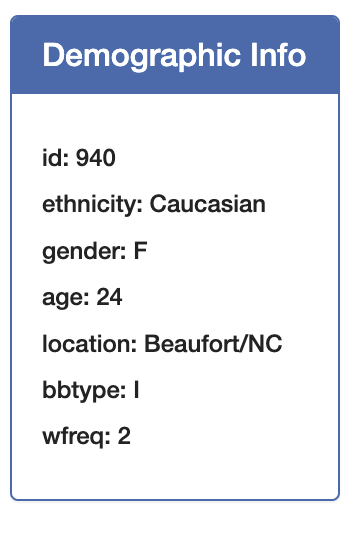 Demographic Info
id: 940
ethnicity: Caucasian
gender: F
age: 24
location: Beaufort/NC
bbtype: I
wfreq: 2